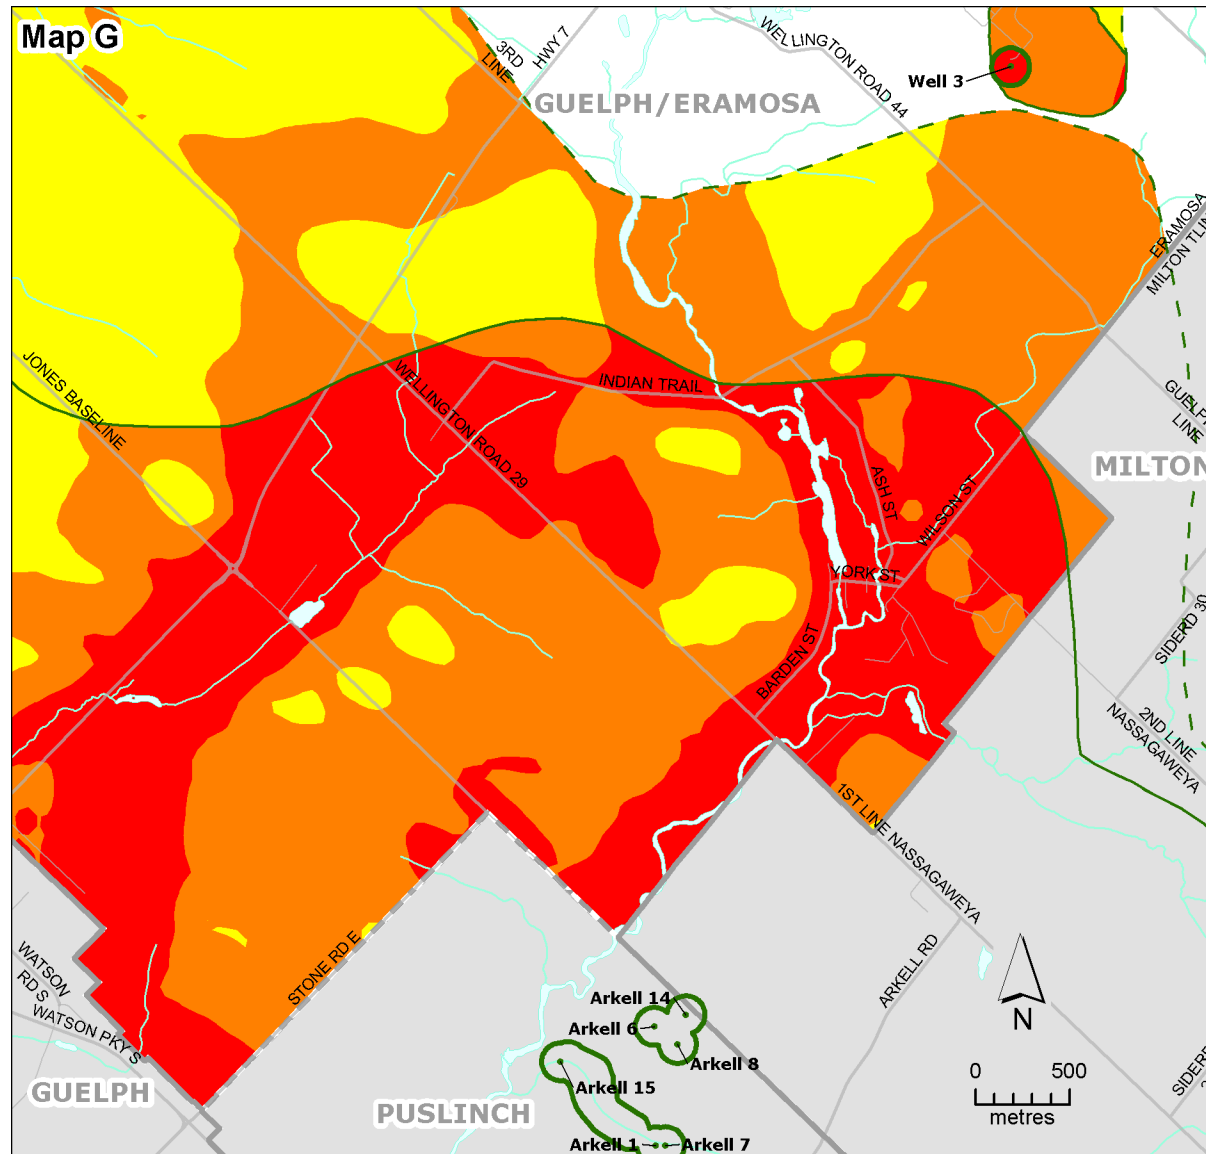 Map G
3RD
LINE
HWY 7
WELLINGTON ROAD 44
Well 3
GUELPH/ERAMOSA
ERAMOSA
JONES BASELINE
WELLINGTON ROAD 29
INDIAN TRAIL
GUELPH
LINE
MILTON
ASH ST
WILSON ST
YORK ST
BARDEN ST
SIDERD 30
2ND LINE
NASSAGAWEYA
1ST LINE NASSAGAWEYA
STONE RD E
WATSON
RD S
WATSON PKY S
ARKELL RD
Arkell 14
Arkell 6
Arkell 8
Arkell 15
Arkell 1
Arkell 7
GUELPH
PUSLINCH
N
0 500
metres
SIDERD